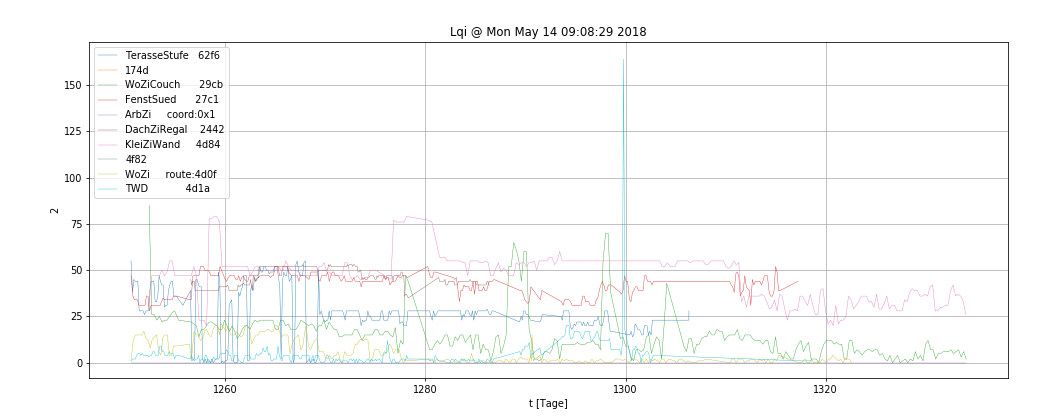 Lqi @ Mon May 14 09:08:29 2018
TerasseStufe 62f6
174d
WoZiCouch 29cb
FenstSued 27c1
ArbZi coord:0x1
DachZiRegal 2442
KleiZiWand 4d84
4f82
WoZi route:4d0f
TWD 4d1a
150
125
100
75
50
25
0
2
1260 1280 1300 1320
t [Tage]